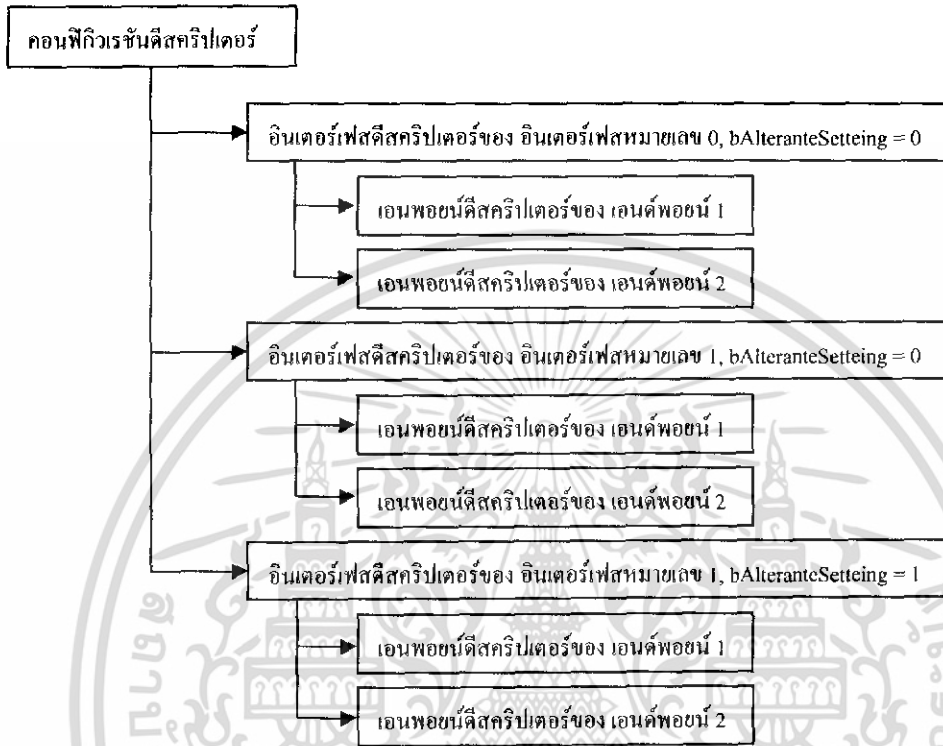 คอนฟิกิวเรชันดีสคริปเตอร์
อินเตอร์เฟสดีสคริปเตอร์ของ อินเตอร์เฟสหมายเลข 0, bAlteranteSetteing = 0
เอนพอยน์ดีสคริปเตอร์ของ เอนด์พอยน์ 1
เอนพอยน์ดีสคริปเตอร์ของ เอนด์พอยน์ 2
อินเตอร์เฟสดีสคริปเตอร์ของ อินเตอร์เฟสหมายเลข 1, bAlteranteSetteing = 0
เอนพอยน์ดีสคริปเตอร์ของ เอนด์พอยน์ 1
เอนพอยน์ดีสคริปเตอร์ของ เอนด์พอยน์ 2
อินเตอร์เฟสดีสคริปเตอร์ของ อินเตอร์เฟสหมายเลข 1, bAlteranteSetteing = 1
เอนพอยน์ดีสคริปเตอร์ของ เอนด์พอยน์ 1
เอนพอยน์ดีสคริปเตอร์ของ เอนด์พอยน์ 2